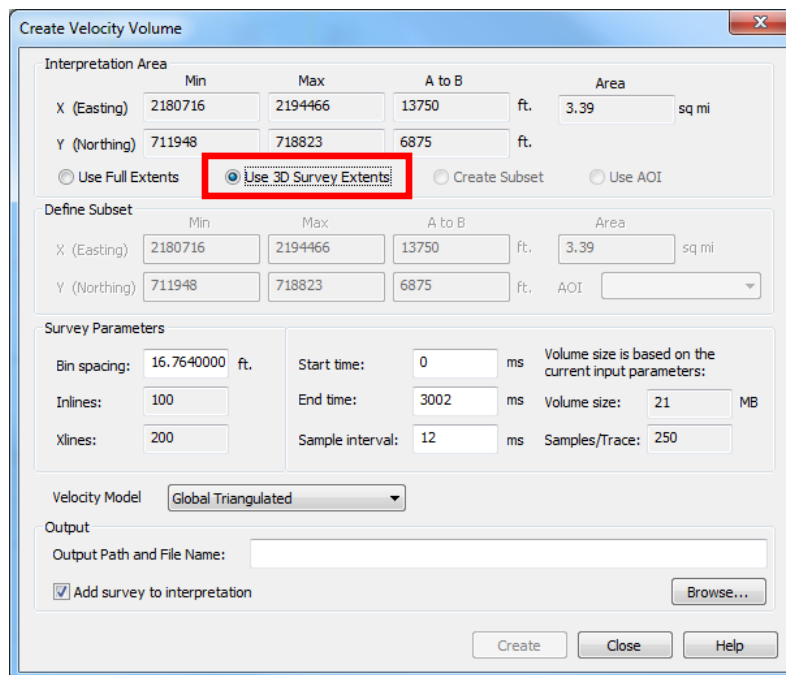 Create Velocity Volume
Interpretation Area
Min Max A to B Area
X (Easting) 2180716 2194466 13750 ft. 3.39 sq mi
Y (Northing) 711948 718823 6875 ft.
Use Full Extents Use 3D Survey Extents Create Subset Use AOI
Define Subset
Min Max A to B Area
X (Easting) 2180716 2194466 13750 ft. 3.39 sq mi
Y (Northing) 711948 718823 6875 ft. AOI
Survey Parameters
Bin spacing: 16.7640000 ft. Start time: 0 ms Volume size is based on the
current input parameters:
Inlines: 100 End time: 3002 ms Volume size: 21 MB
Xlines: 200 Sample interval: 12 ms Samples/Trace: 250
Velocity Model Global Triangulated
Output
Output Path and File Name:
Add survey to interpretation Browse...
Create Close Help